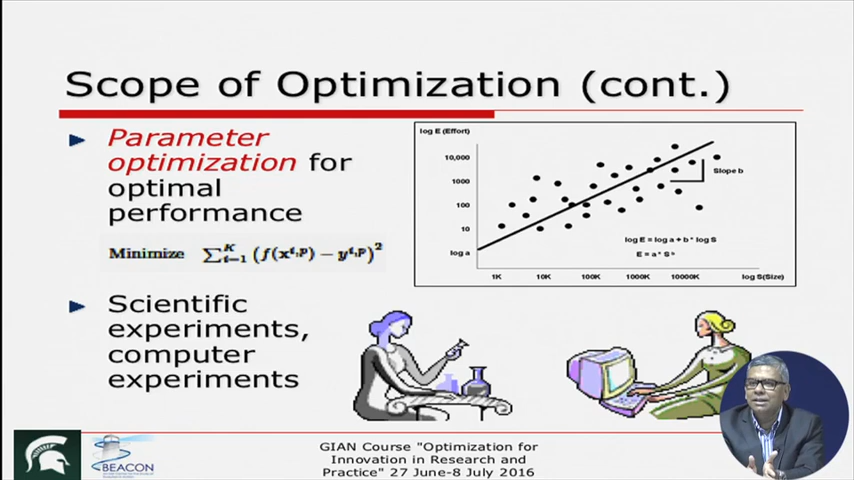 Scope of Optimization (cont.)
Parameter
optimization for
optimal
performance
Minimize ∑_{i=1}^{K} (f(x^{i,p}) − y^{i,p})^2
log E (Effort)
10,000
1000
100
10
log a
Slope b
log E = log a + b * log S
E = a * S^b
1K 10K 100K 1000K 10000K log S(Size)
Scientific
experiments,
computer
experiments
BEACON
GIAN Course "Optimization for
Innovation in Research and
Practice" 27 June-8 July 2016